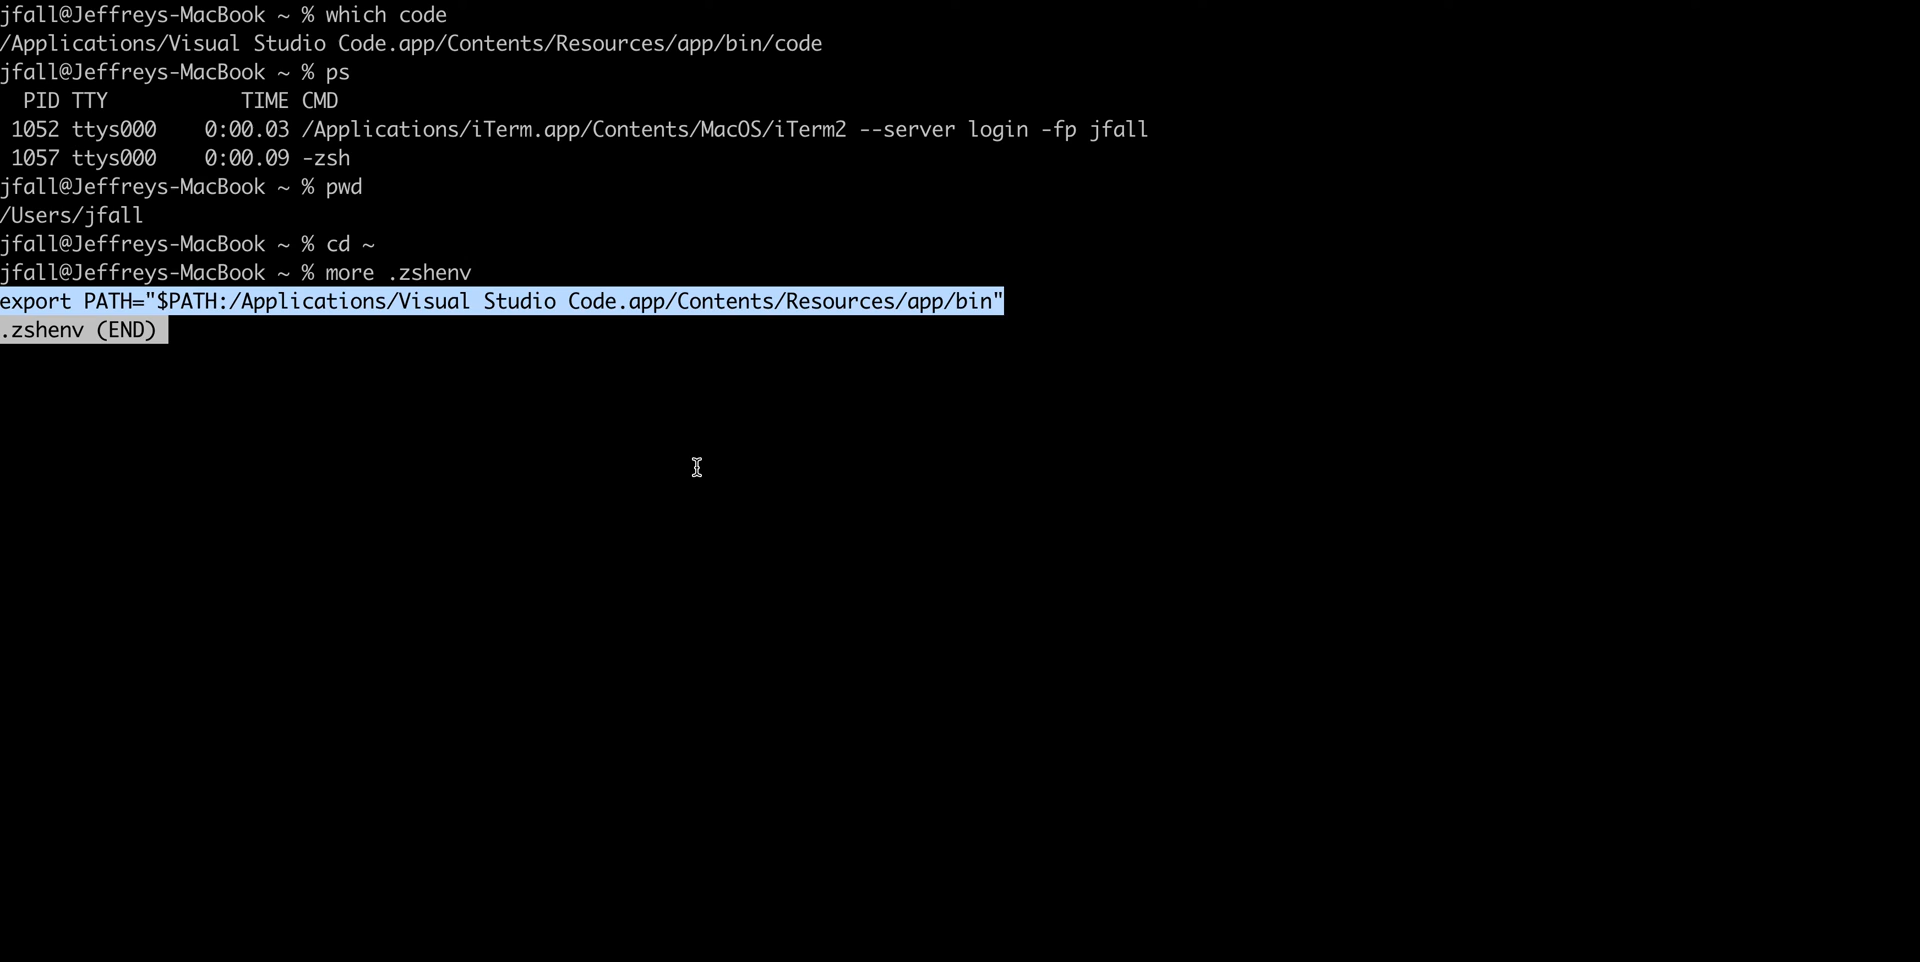 jfall@Jeffreys-MacBook ~ % which code
/Applications/Visual Studio Code.app/Contents/Resources/app/bin/code
jfall@Jeffreys-MacBook ~ % ps
  PID TTY           TIME CMD
 1052 ttys000    0:00.03 /Applications/iTerm.app/Contents/MacOS/iTerm2 --server login -fp jfall
 1057 ttys000    0:00.09 -zsh
jfall@Jeffreys-MacBook ~ % pwd
/Users/jfall
jfall@Jeffreys-MacBook ~ % cd ~
jfall@Jeffreys-MacBook ~ % more .zshenv
export PATH="$PATH:/Applications/Visual Studio Code.app/Contents/Resources/app/bin"
.zshenv (END)